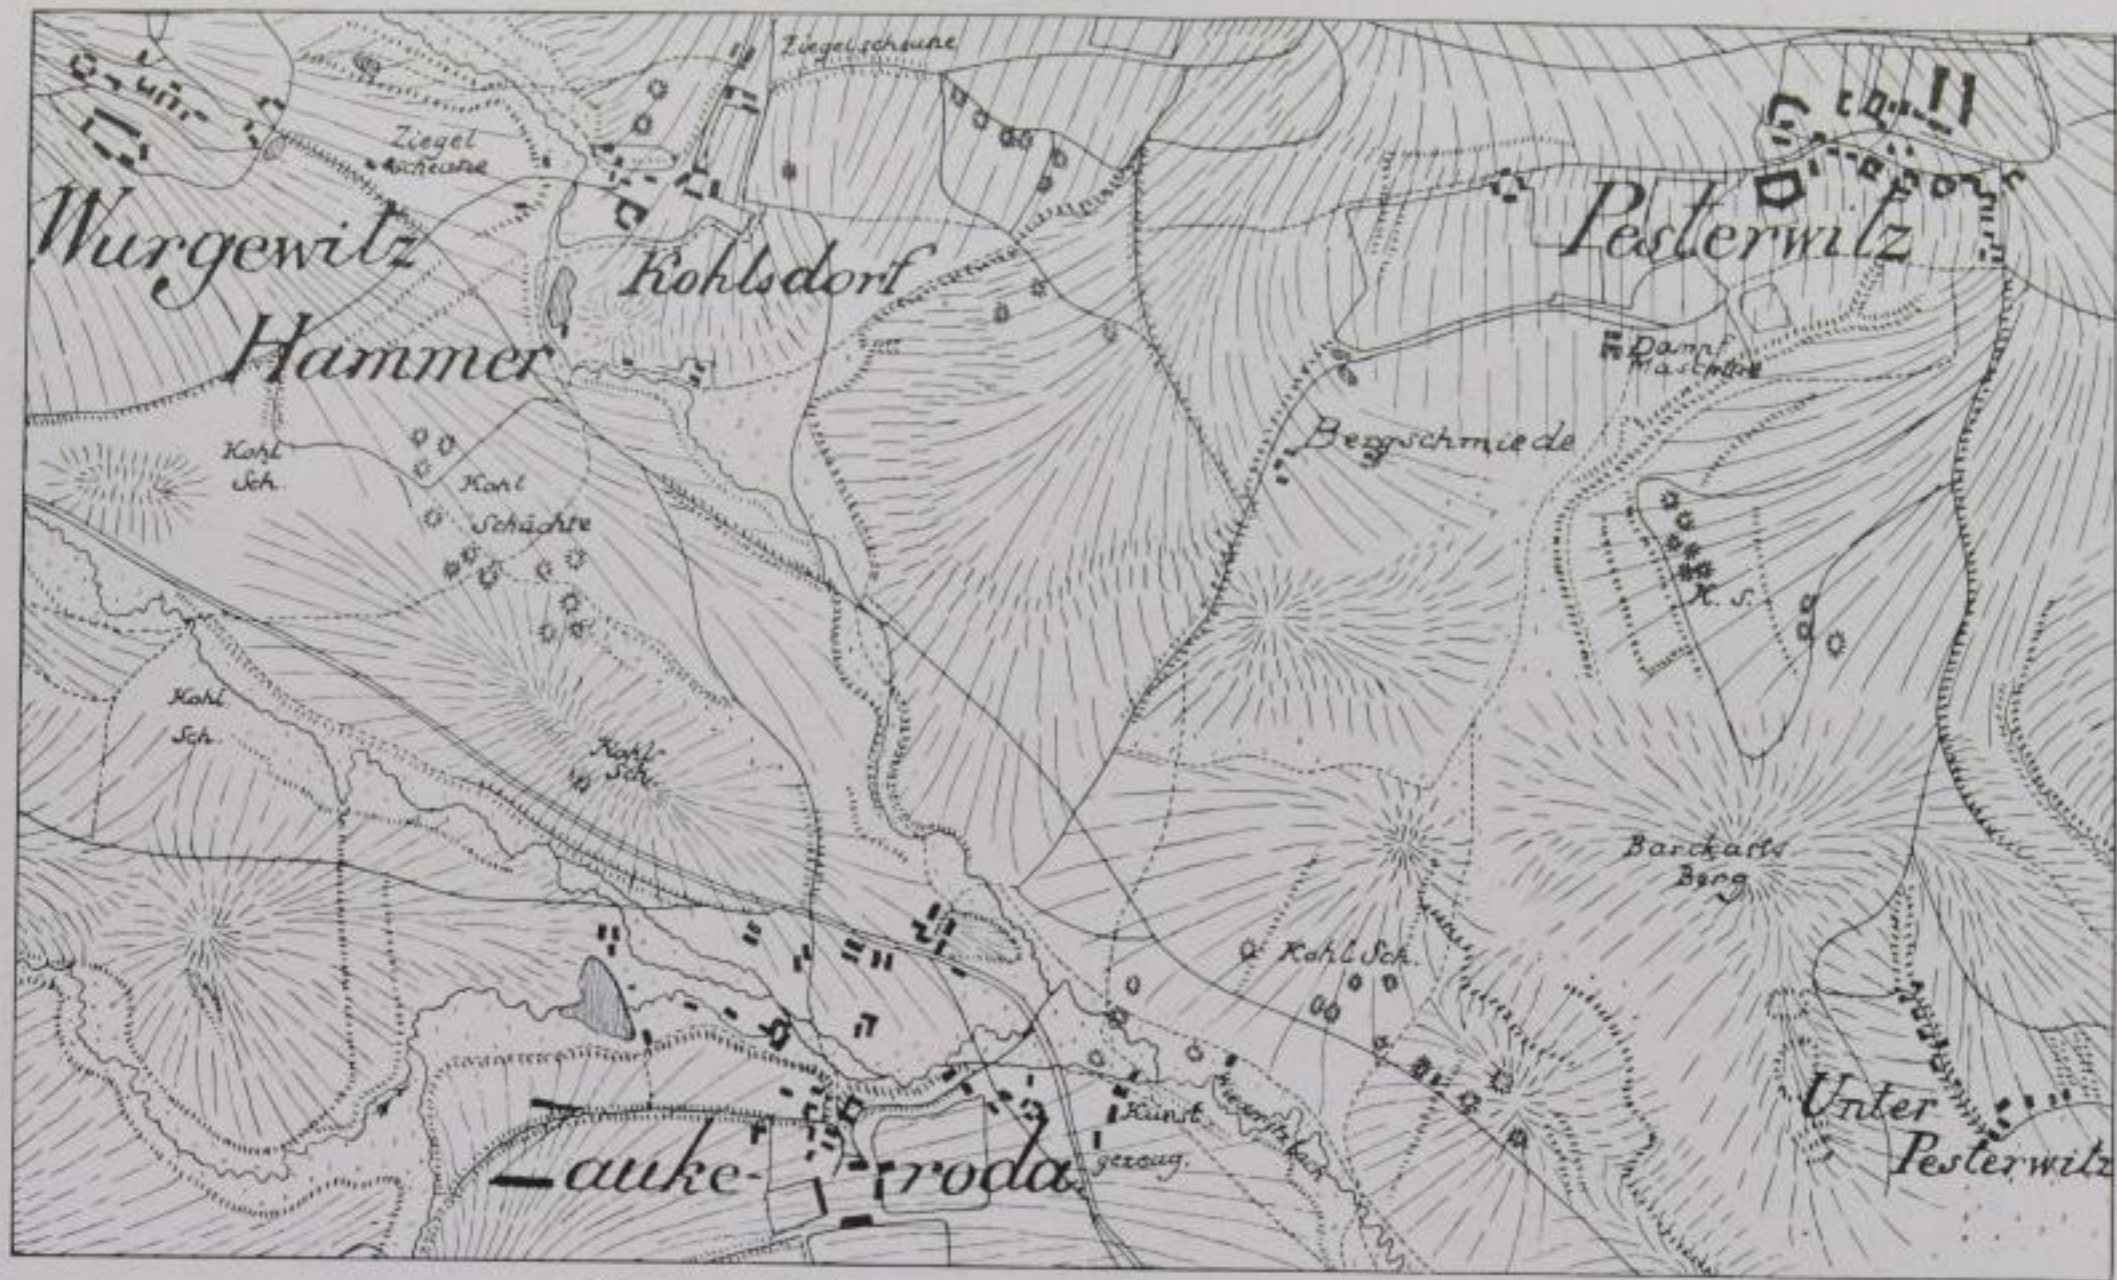 Ziegelscheune
Ziegel
scheune
Wurgewitz
Kohlsdorf
Pesterwitz
Hammer
Dampf
Maschine
Bergschmiede
Kohl
Sch.
Kohl
Schächte
K. S.
Kohl
Sch.
Kohl
Sch.
Barckarts
Berg
Kohl Sch.
Wiederitzbach
Kunst
gezeug.
Zauke-roda
Unter
Pesterwitz